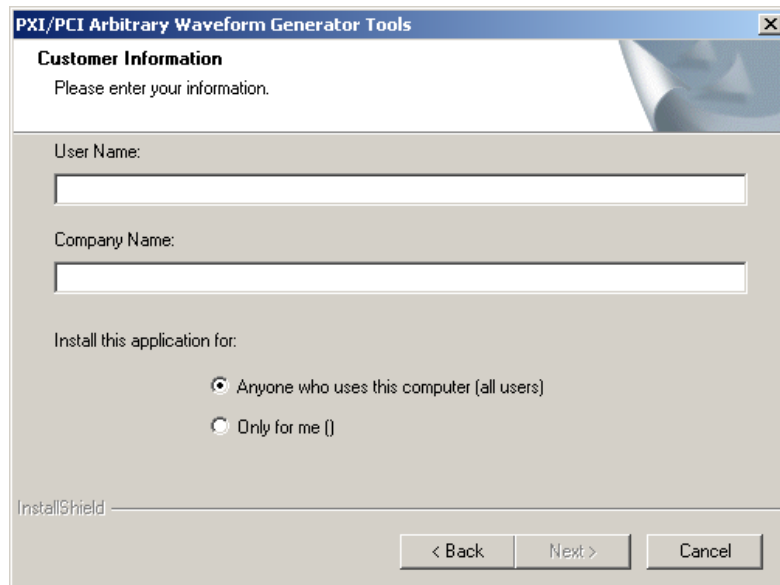 PXI/PCI Arbitrary Waveform Generator Tools
Customer Information
Please enter your information.
User Name:
Company Name:
Install this application for:
Anyone who uses this computer (all users)
Only for me ()
InstallShield
< Back Next > Cancel